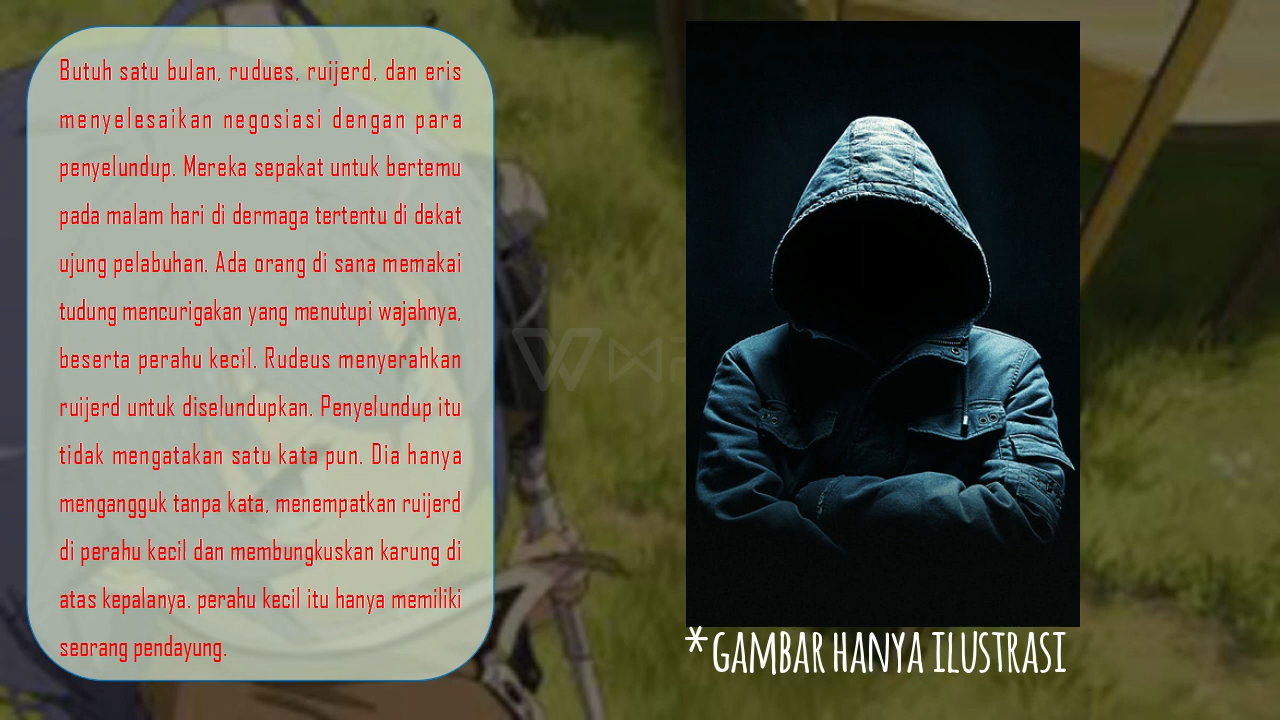 Butuh satu bulan, rudues, ruijerd, dan eris
menyelesaikan negosiasi dengan para
penyelundup. Mereka sepakat untuk bertemu
pada malam hari di dermaga tertentu di dekat
ujung pelabuhan. Ada orang di sana memakai
tudung mencurigakan yang menutupi wajahnya,
beserta perahu kecil. Rudeus menyerahkan
ruijerd untuk diselundupkan. Penyelundup itu
tidak mengatakan satu kata pun. Dia hanya
mengangguk tanpa kata, menempatkan ruijerd
di perahu kecil dan membungkuskan karung di
atas kepalanya. perahu kecil itu hanya memiliki
seorang pendayung.
*GAMBAR HANYA ILUSTRASI